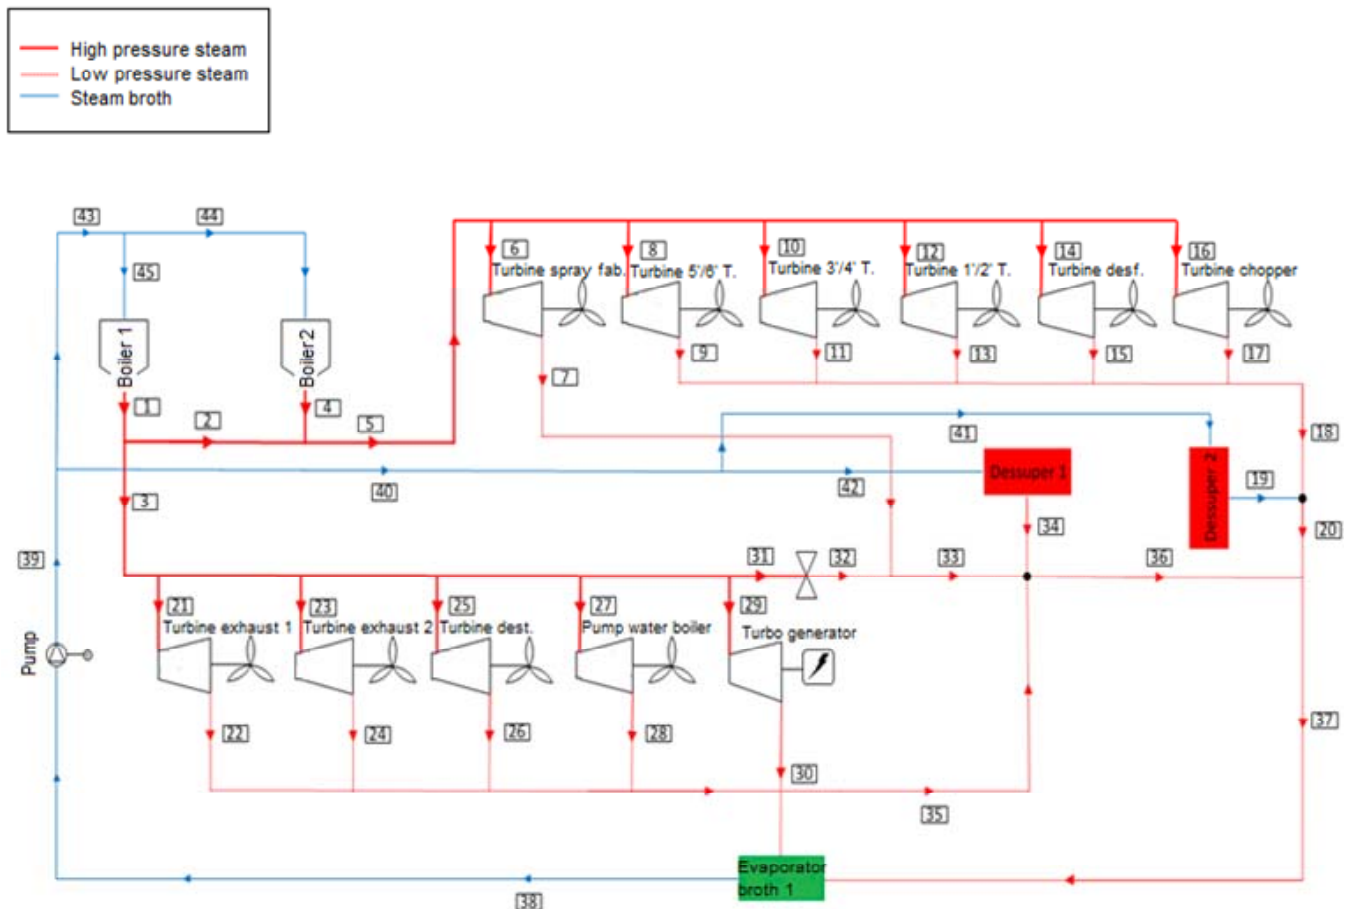 High pressure steam
Low pressure steam
Steam broth
43
44
45
6
8
10
12
14
16
Turbine spray fab.
Turbine 5'/6' T.
Turbine 3'/4' T.
Turbine 1'/2' T.
Turbine desf.
Turbine chopper
Boiler 1
Boiler 2
9
11
13
15
17
7
1
2
4
5
41
18
Dessuper 1
Dessuper 2
19
40
42
3
34
20
39
31
32
33
36
21
23
25
27
29
Turbine exhaust 1
Turbine exhaust 2
Turbine dest.
Pump water boiler
Turbo generator
Pump
22
24
26
28
37
30
35
Evaporator
broth 1
38